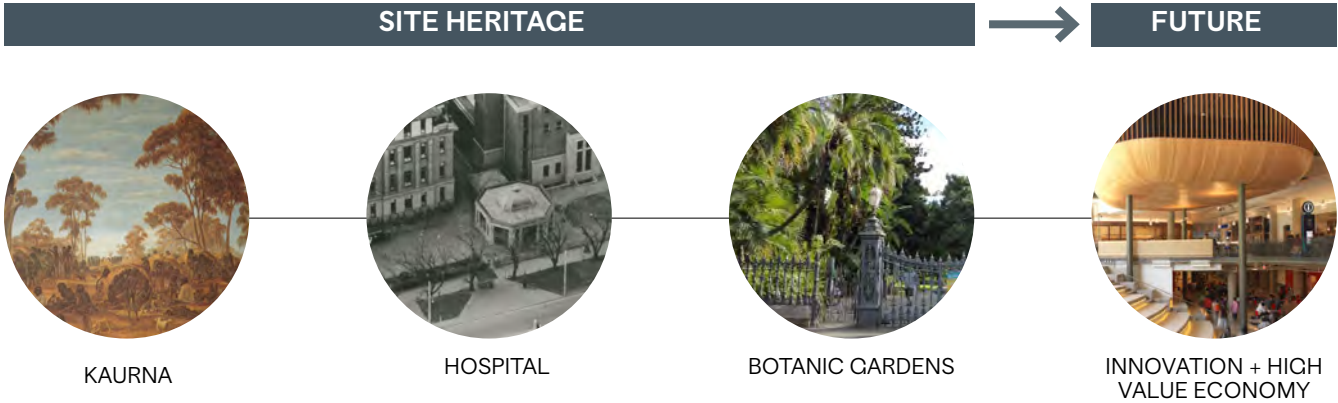 SITE HERITAGE
FUTURE
KAURNA
HOSPITAL
BOTANIC GARDENS
INNOVATION + HIGH
VALUE ECONOMY